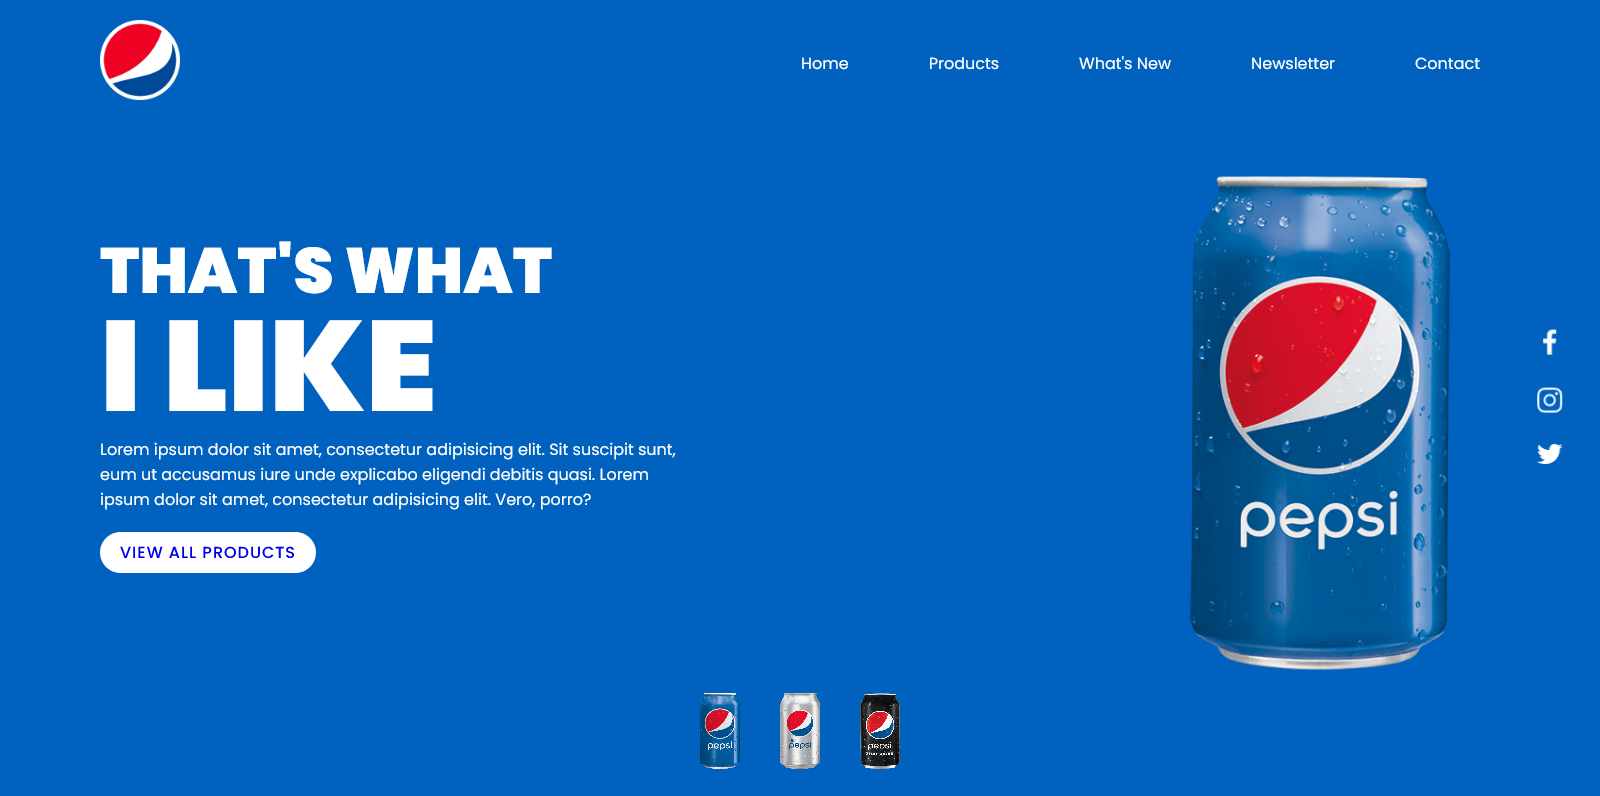 Home Products What's New Newsletter Contact
THAT'S WHAT
I LIKE
Lorem ipsum dolor sit amet, consectetur adipisicing elit. Sit suscipit sunt,
eum ut accusamus iure unde explicabo eligendi debitis quasi. Lorem
ipsum dolor sit amet, consectetur adipisicing elit. Vero, porro?
VIEW ALL PRODUCTS
pepsi
pepsi pepsi pepsi